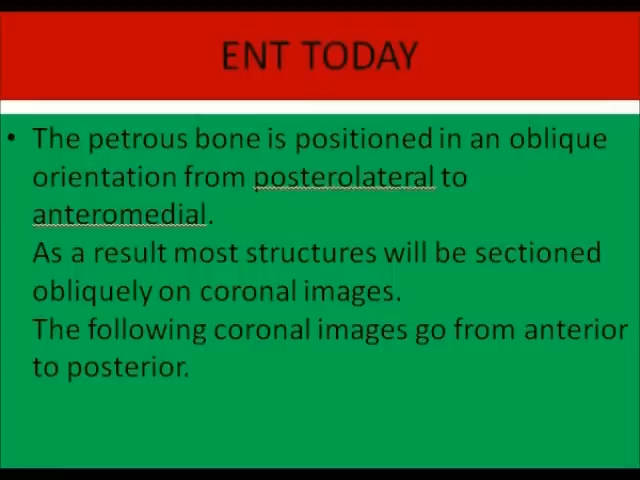 ENT TODAY
• The petrous bone is positioned in an oblique
orientation from posterolateral to
anteromedial.
As a result most structures will be sectioned
obliquely on coronal images.
The following coronal images go from anterior
to posterior.